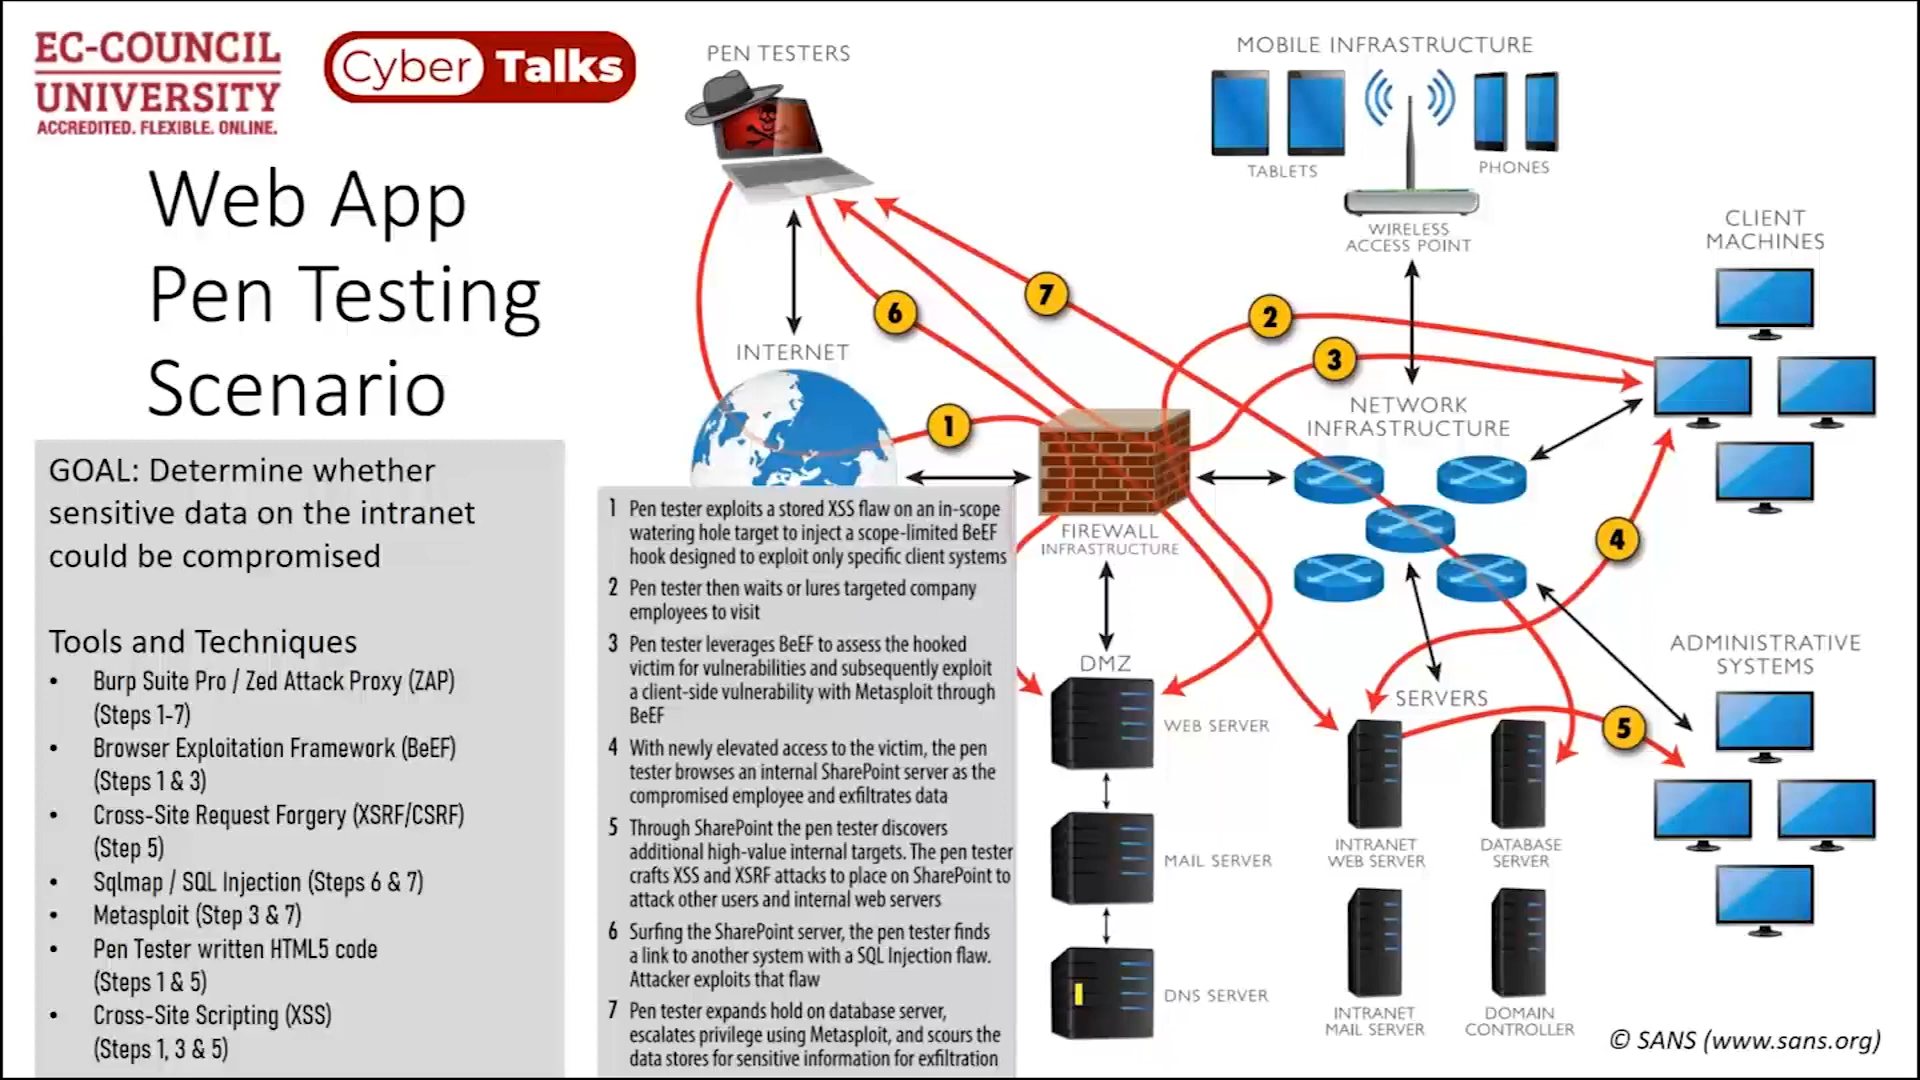 EC-COUNCIL
UNIVERSITY
ACCREDITED. FLEXIBLE. ONLINE.
Cyber Talks
Web App
Pen Testing
Scenario
GOAL: Determine whether
sensitive data on the intranet
could be compromised
Tools and Techniques
• Burp Suite Pro / Zed Attack Proxy (ZAP)
(Steps 1-7)
• Browser Exploitation Framework (BeEF)
(Steps 1 & 3)
• Cross-Site Request Forgery (XSRF/CSRF)
(Step 5)
• Sqlmap / SQL Injection (Steps 6 & 7)
• Metasploit (Step 3 & 7)
• Pen Tester written HTML5 code
(Steps 1 & 5)
• Cross-Site Scripting (XSS)
(Steps 1, 3 & 5)
1 Pen tester exploits a stored XSS flaw on an in-scope
watering hole target to inject a scope-limited BeEF
hook designed to exploit only specific client systems
2 Pen tester then waits or lures targeted company
employees to visit
3 Pen tester leverages BeEF to assess the hooked
victim for vulnerabilities and subsequently exploit
a client-side vulnerability with Metasploit through
BeEF
4 With newly elevated access to the victim, the pen
tester browses an internal SharePoint server as the
compromised employee and exfiltrates data
5 Through SharePoint the pen tester discovers
additional high-value internal targets. The pen tester
crafts XSS and XSRF attacks to place on SharePoint to
attack other users and internal web servers
6 Surfing the SharePoint server, the pen tester finds
a link to another system with a SQL Injection flaw.
Attacker exploits that flaw
7 Pen tester expands hold on database server,
escalates privilege using Metasploit, and scours the
data stores for sensitive information for exfiltration
PEN TESTERS
INTERNET
MOBILE INFRASTRUCTURE
TABLETS
PHONES
WIRELESS
ACCESS POINT
CLIENT
MACHINES
7
6
2
3
1
4
5
NETWORK
INFRASTRUCTURE
FIREWALL
INFRASTRUCTURE
DMZ
WEB SERVER
MAIL SERVER
DNS SERVER
SERVERS
INTRANET
WEB SERVER
DATABASE
SERVER
INTRANET
MAIL SERVER
DOMAIN
CONTROLLER
ADMINISTRATIVE
SYSTEMS
© SANS (www.sans.org)